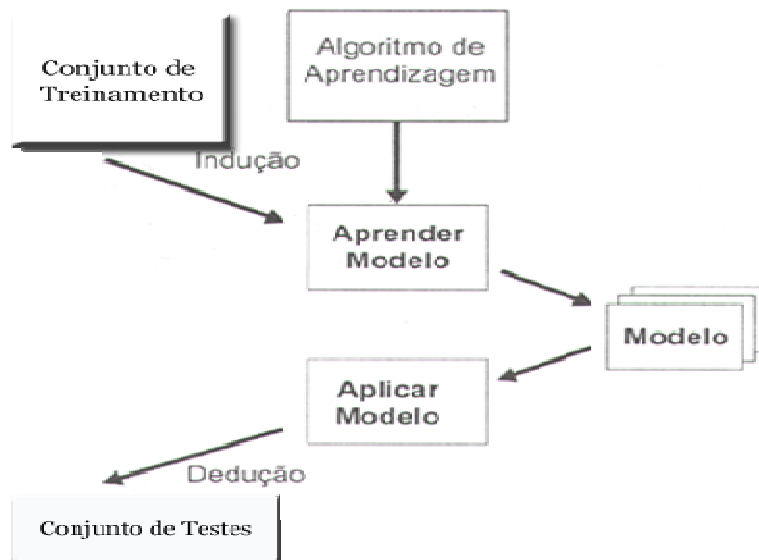 Conjunto de
Treinamento
Algoritmo de
Aprendizagem
Indução
Aprender
Modelo
Modelo
Aplicar
Modelo
Dedução
Conjunto de Testes